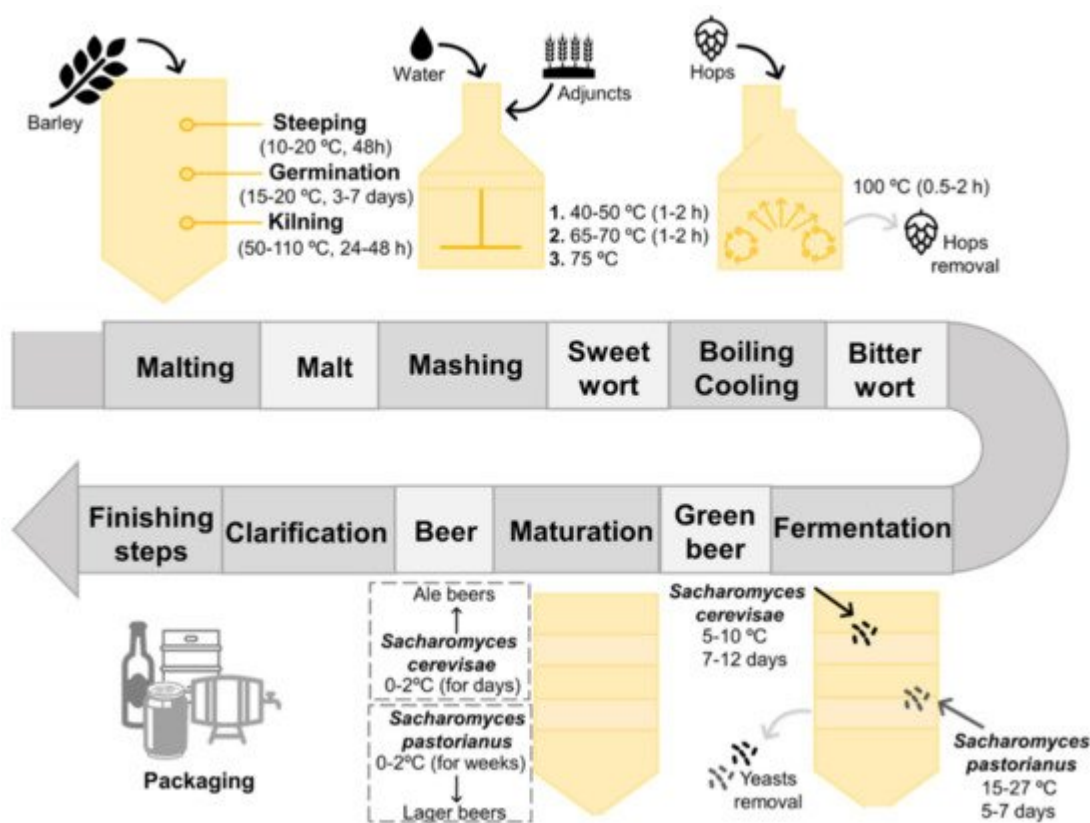 Barley
Steeping
(10-20 ºC, 48h)
Germination
(15-20 ºC, 3-7 days)
Kilning
(50-110 ºC, 24-48 h)
Water
Adjuncts
1. 40-50 ºC (1-2 h)
2. 65-70 ºC (1-2 h)
3. 75 ºC
Hops
100 ºC (0.5-2 h)
Hops
removal
Malting
Malt
Mashing
Sweet
wort
Boiling
Cooling
Bitter
wort
Finishing
steps
Clarification
Beer
Maturation
Green
beer
Fermentation
Packaging
Ale beers
Sacharomyces
cerevisae
0-2ºC (for days)
Sacharomyces
pastorianus
0-2ºC (for weeks)
Lager beers
Sacharomyces
cerevisae
5-10 ºC
7-12 days
Yeasts
removal
Sacharomyces
pastorianus
15-27 ºC
5-7 days